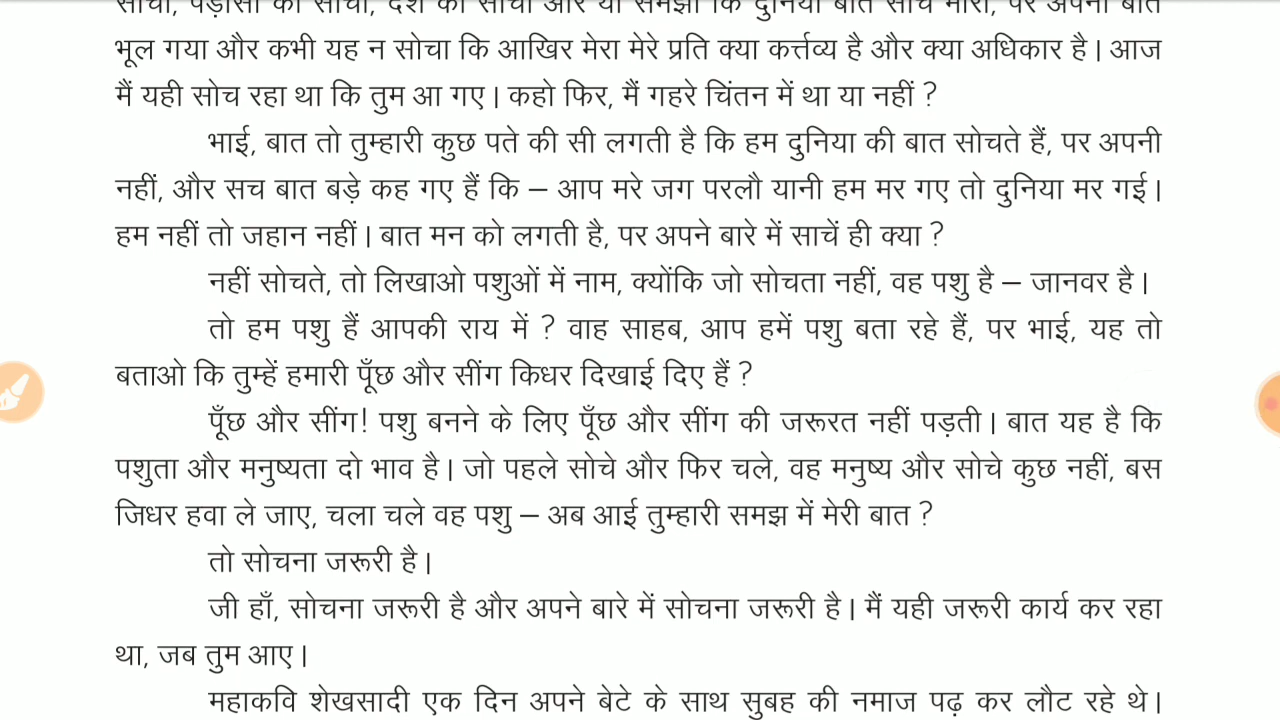 सोचा, पड़ोसी की सोची, देश की सोची और यों समझो कि दुनिया बात सोच मारी, पर अपनी बात
भूल गया और कभी यह न सोचा कि आखिर मेरा मेरे प्रति क्या कर्त्तव्य है और क्या अधिकार है। आज
मैं यही सोच रहा था कि तुम आ गए। कहो फिर, मैं गहरे चिंतन में था या नहीं ?
भाई, बात तो तुम्हारी कुछ पते की सी लगती है कि हम दुनिया की बात सोचते हैं, पर अपनी
नहीं, और सच बात बड़े कह गए हैं कि – आप मरे जग परलौ यानी हम मर गए तो दुनिया मर गई।
हम नहीं तो जहान नहीं। बात मन को लगती है, पर अपने बारे में साचें ही क्या ?
नहीं सोचते, तो लिखाओ पशुओं में नाम, क्योंकि जो सोचता नहीं, वह पशु है – जानवर है।
तो हम पशु हैं आपकी राय में ? वाह साहब, आप हमें पशु बता रहे हैं, पर भाई, यह तो
बताओ कि तुम्हें हमारी पूँछ और सींग किधर दिखाई दिए हैं ?
पूँछ और सींग! पशु बनने के लिए पूँछ और सींग की जरूरत नहीं पड़ती। बात यह है कि
पशुता और मनुष्यता दो भाव है। जो पहले सोचे और फिर चले, वह मनुष्य और सोचे कुछ नहीं, बस
जिधर हवा ले जाए, चला चले वह पशु – अब आई तुम्हारी समझ में मेरी बात ?
तो सोचना जरूरी है।
जी हाँ, सोचना जरूरी है और अपने बारे में सोचना जरूरी है। मैं यही जरूरी कार्य कर रहा
था, जब तुम आए।
महाकवि शेखसादी एक दिन अपने बेटे के साथ सुबह की नमाज पढ़ कर लौट रहे थे।